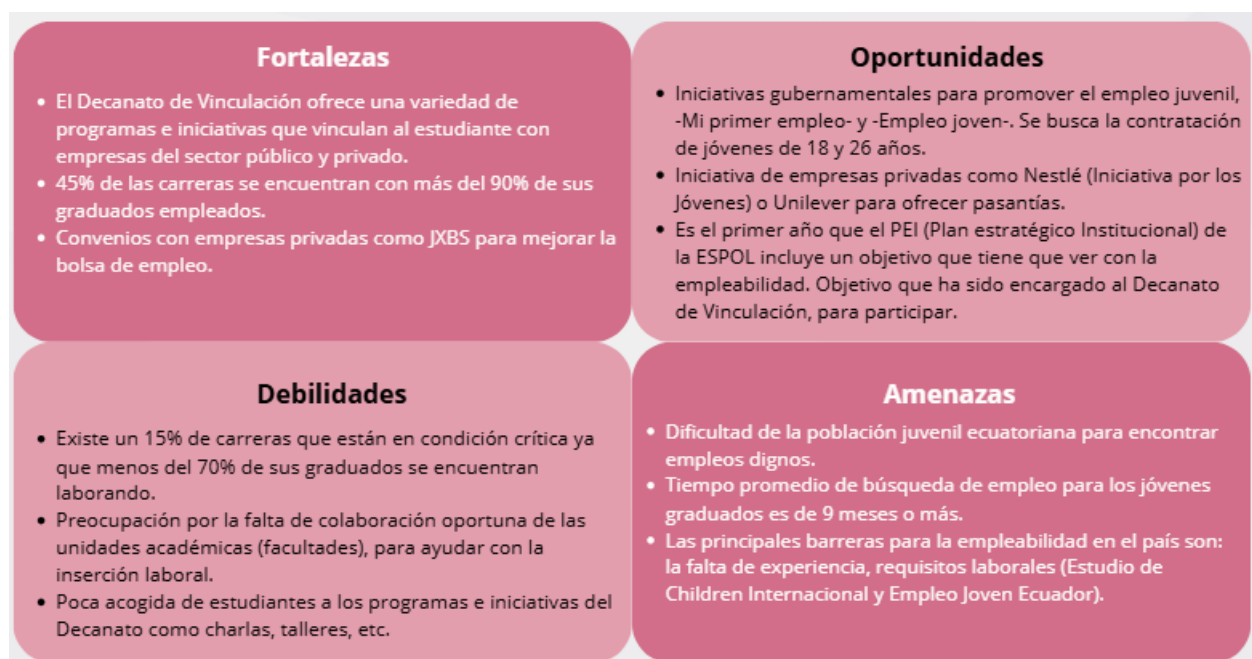 Fortalezas
• El Decanato de Vinculación ofrece una variedad de
programas e iniciativas que vinculan al estudiante con
empresas del sector público y privado.
• 45% de las carreras se encuentran con más del 90% de sus
graduados empleados.
• Convenios con empresas privadas como JXBS para mejorar la
bolsa de empleo.
Oportunidades
• Iniciativas gubernamentales para promover el empleo juvenil,
-Mi primer empleo- y -Empleo joven-. Se busca la contratación
de jóvenes de 18 y 26 años.
• Iniciativa de empresas privadas como Nestlé (Iniciativa por los
Jóvenes) o Unilever para ofrecer pasantías.
• Es el primer año que el PEI (Plan estratégico Institucional) de
la ESPOL incluye un objetivo que tiene que ver con la
empleabilidad. Objetivo que ha sido encargado al Decanato
de Vinculación, para participar.
Debilidades
• Existe un 15% de carreras que están en condición crítica ya
que menos del 70% de sus graduados se encuentran
laborando.
• Preocupación por la falta de colaboración oportuna de las
unidades académicas (facultades), para ayudar con la
inserción laboral.
• Poca acogida de estudiantes a los programas e iniciativas del
Decanato como charlas, talleres, etc.
Amenazas
• Dificultad de la población juvenil ecuatoriana para encontrar
empleos dignos.
• Tiempo promedio de búsqueda de empleo para los jóvenes
graduados es de 9 meses o más.
• Las principales barreras para la empleabilidad en el país son:
la falta de experiencia, requisitos laborales (Estudio de
Children Internacional y Empleo Joven Ecuador).